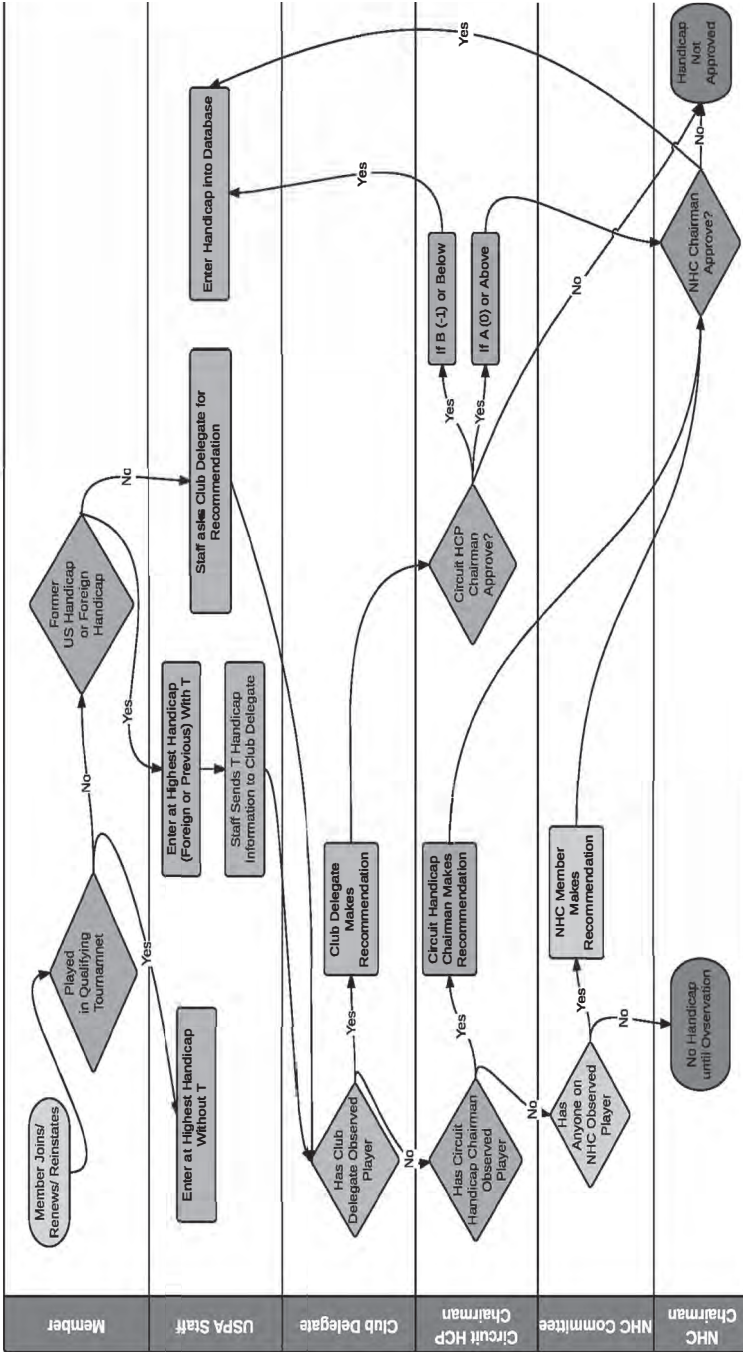 Member
Member Joins/
Renews/ Reinstates
Played
in Qualifying
Tournamnet
No
Yes
Former
US Handicap
or Foreign
Handicap
Yes
No
USPA Staff
Enter at Highest Handicap
Without T
Enter at Highest Handicap
(Foreign or Previous) With T
Staff Sends T Handicap
Information to Club Delegate
Staff asks Club Delegate for
Recommendation
Enter Handicap into Database
Club Delegate
Has Club
Delegate Observed
Player
Yes
No
Club Delegate
Makes
Recommendation
Yes
Yes
Circuit HCP
Chairman
Has Circuit
Handicap Chairman
Observed
Player
Yes
No
Circuit Handicap
Chairman Makes
Recommendation
Circuit HCP
Chairman
Approve?
Yes
Yes
No
If B (-1) or Below
If A (0) or Above
NHC Committee
Has
Anyone on
NHC Observed
Player
Yes
No
NHC Member
Makes
Recommendation
NHC
Chairman
No Handicap
until Ovservation
NHC Chairman
Approve?
No
Handicap
Not
Approved